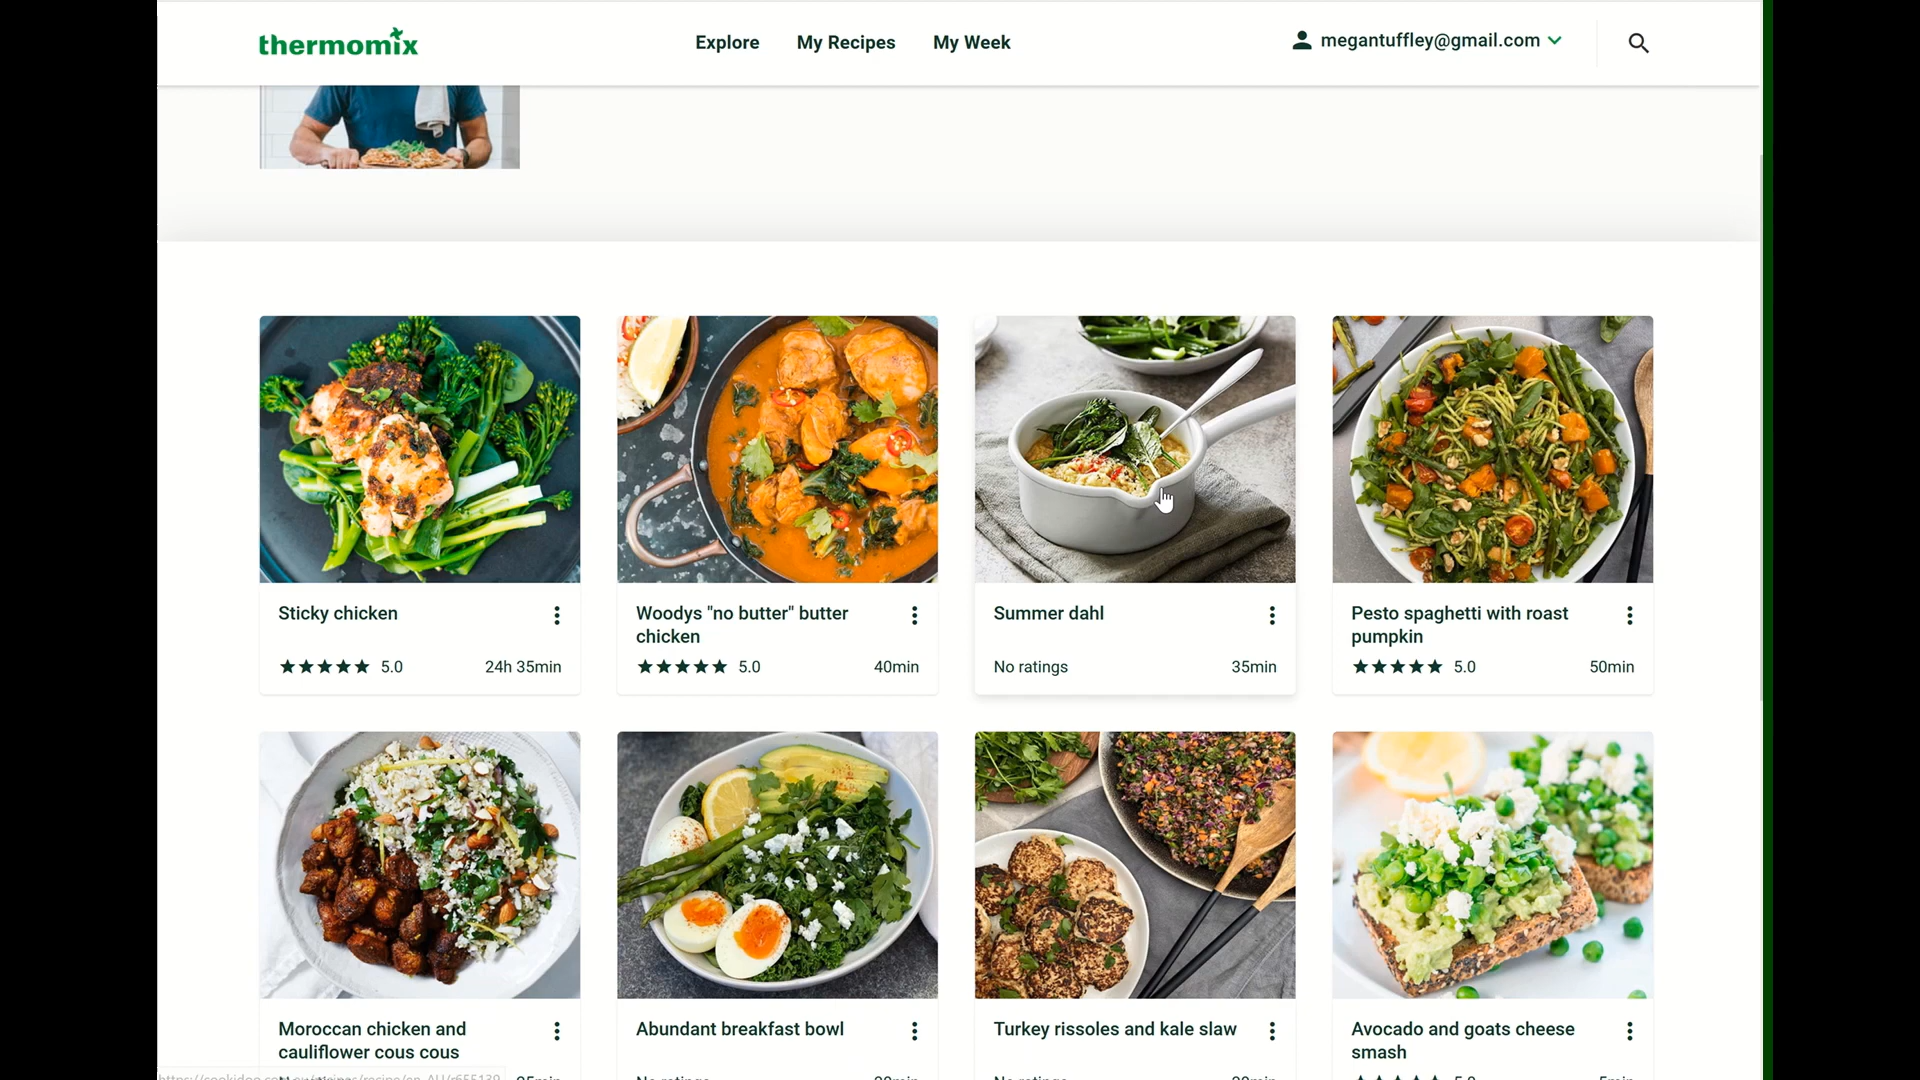 thermomix
Explore My Recipes My Week
megantuffley@gmail.com
Sticky chicken
Woodys "no butter" butter
chicken
Summer dahl
Pesto spaghetti with roast
pumpkin
5.0 24h 35min
5.0 40min
No ratings 35min
5.0 50min
Moroccan chicken and
cauliflower cous cous
Abundant breakfast bowl
Turkey rissoles and kale slaw
Avocado and goats cheese
smash